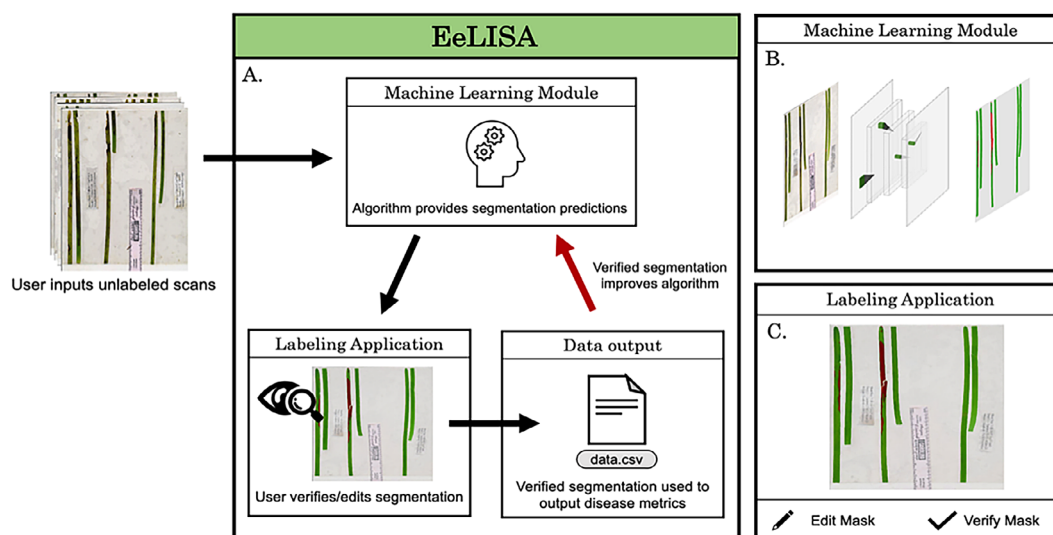 EeLISA
A.
Machine Learning Module
Algorithm provides segmentation predictions
User inputs unlabeled scans
Verified segmentation
improves algorithm
Labeling Application
User verifies/edits segmentation
Data output
data.csv
Verified segmentation used to
output disease metrics
Machine Learning Module
B.
Labeling Application
C.
Edit Mask
Verify Mask